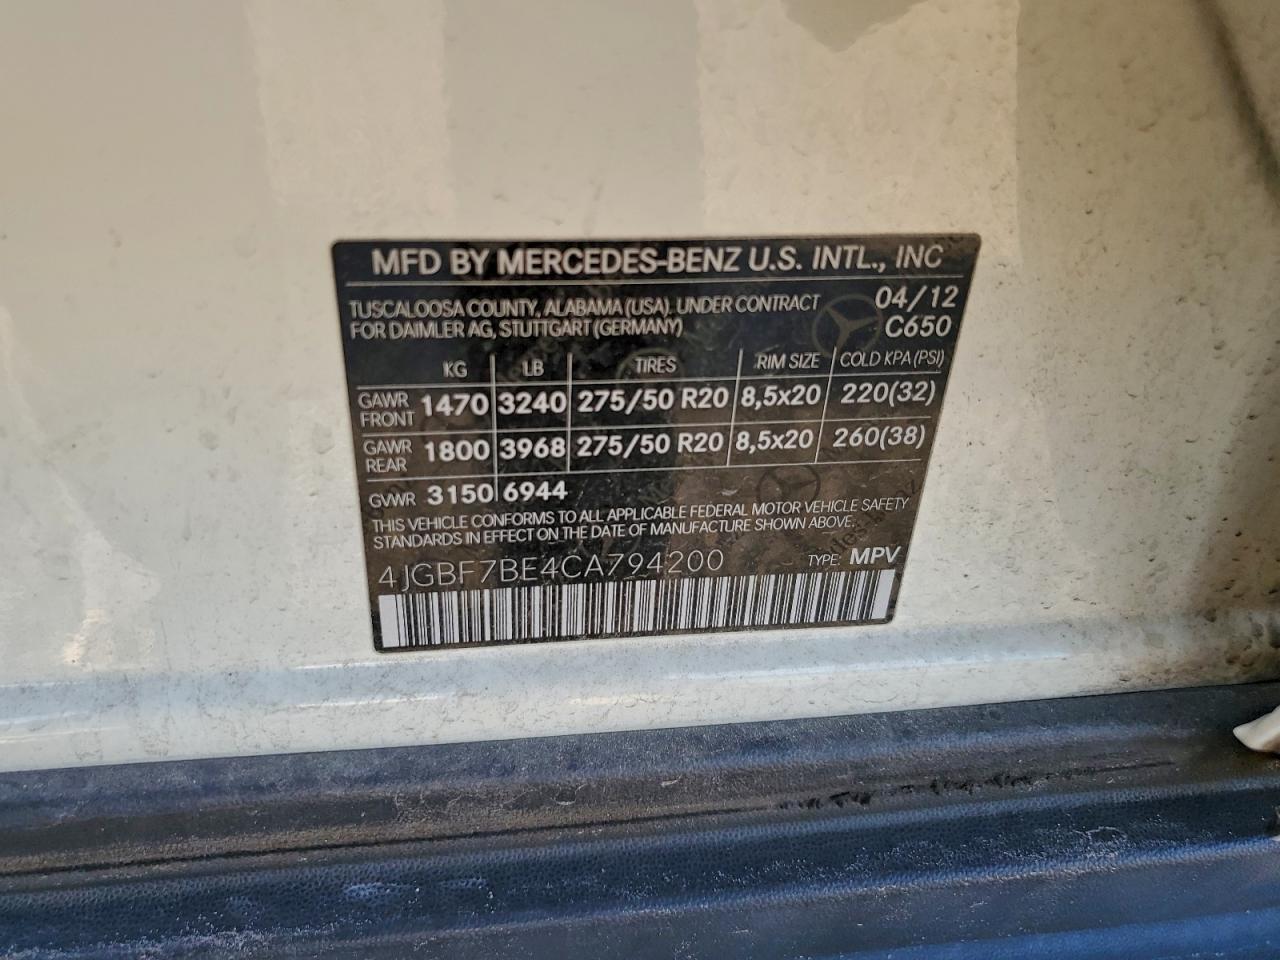 MFD BY MERCEDES-BENZ U.S. INTL., INC
TUSCALOOSA COUNTY, ALABAMA (USA), UNDER CONTRACT 04/12
FOR DAIMLER AG, STUTTGART (GERMANY) C650
KG LB TIRES RIM SIZE COLD KPA (PSI)
GAWR FRONT 1470 3240 275/50 R20 8,5x20 220(32)
GAWR REAR 1800 3968 275/50 R20 8,5x20 260(38)
GVWR 3150 6944
THIS VEHICLE CONFORMS TO ALL APPLICABLE FEDERAL MOTOR VEHICLE SAFETY
STANDARDS IN EFFECT ON THE DATE OF MANUFACTURE SHOWN ABOVE.
4JGBF7BE4CA794200 TYPE: MPV